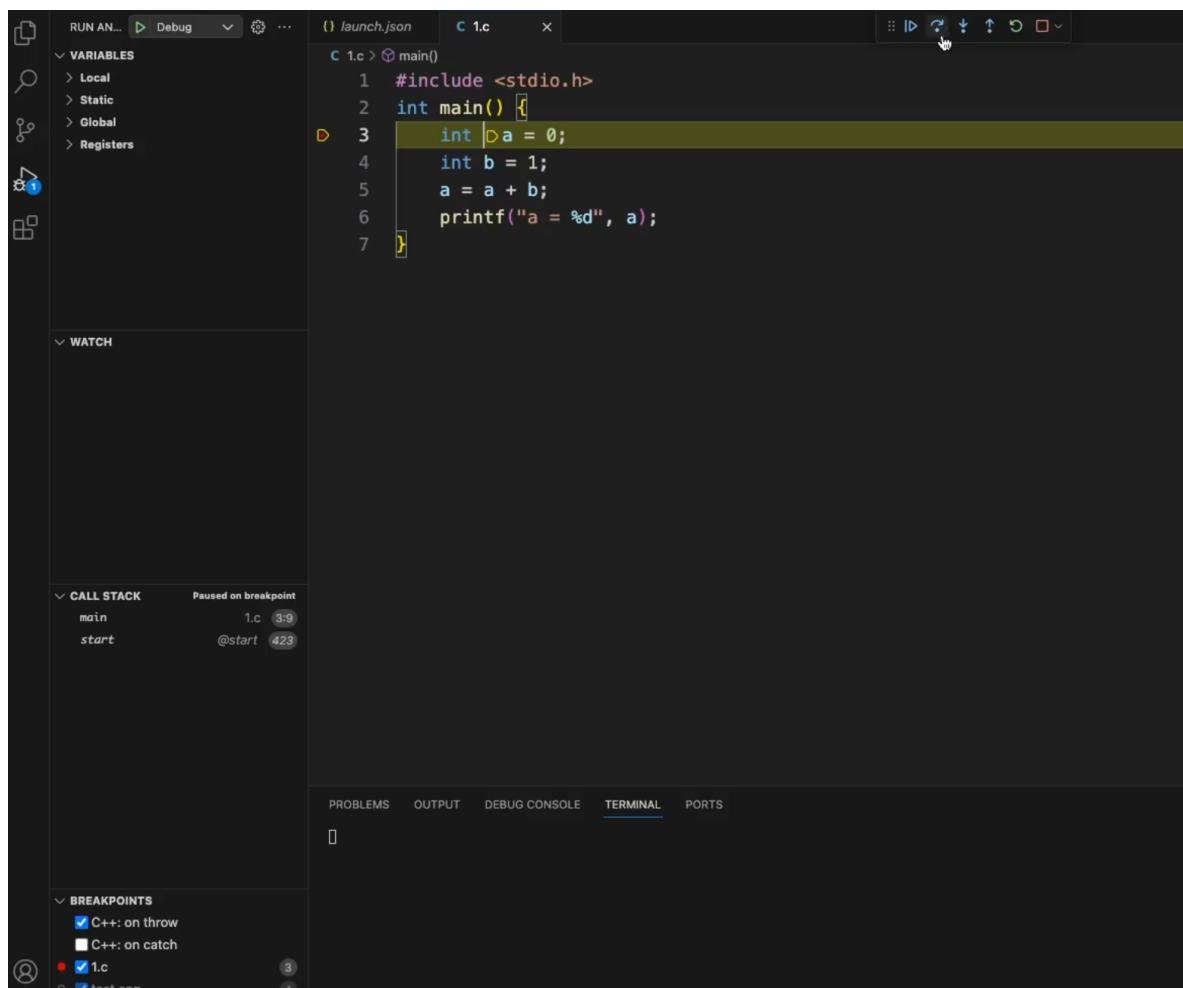 RUN AN... Debug ...
VARIABLES
Local
Static
Global
Registers
WATCH
CALL STACK Paused on breakpoint
main 1.c 3:9
start @start 423
BREAKPOINTS
C++: on throw
C++: on catch
1.c 3
{} launch.json C 1.c ×
C 1.c > main()
1 #include <stdio.h>
2 int main() {
3 int a = 0;
4 int b = 1;
5 a = a + b;
6 printf("a = %d", a);
7 }
PROBLEMS OUTPUT DEBUG CONSOLE TERMINAL PORTS
1